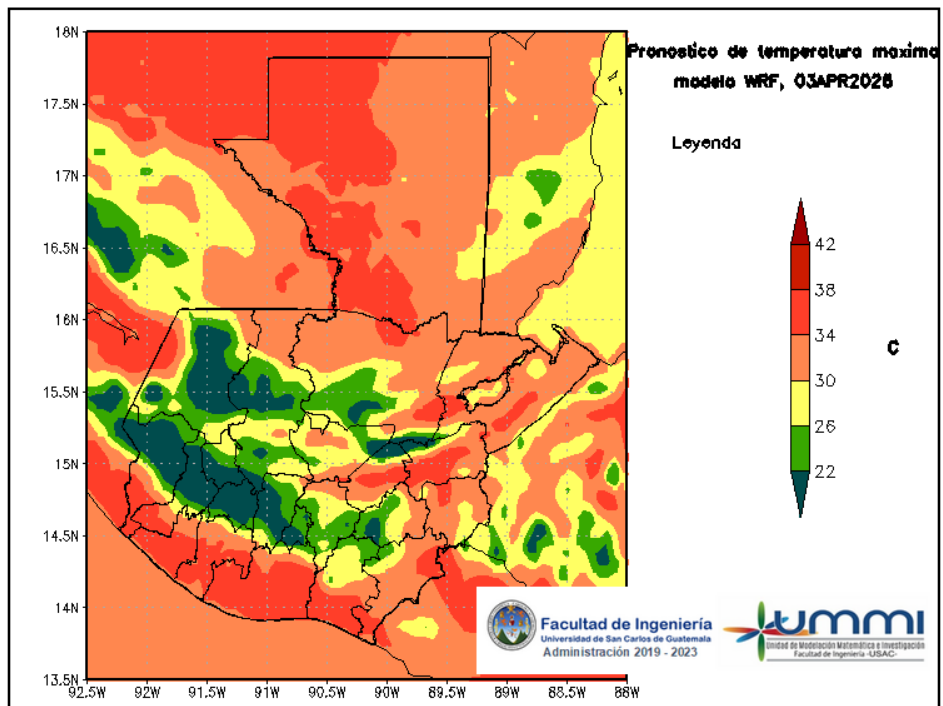 Pronostico de temperatura maxima
modelo WRF, 03APR2026
Leyenda
42
38
34
30
26
22
C
18N
17.5N
17N
16.5N
16N
15.5N
15N
14.5N
14N
13.5N
92.5W
92W
91.5W
91W
90.5W
90W
89.5W
89W
88.5W
88W
Facultad de Ingeniería
Universidad de San Carlos de Guatemala
Administración 2019 - 2023
UMMI
Unidad de Modelación Matemática e Investigación
Facultad de Ingeniería -USAC-